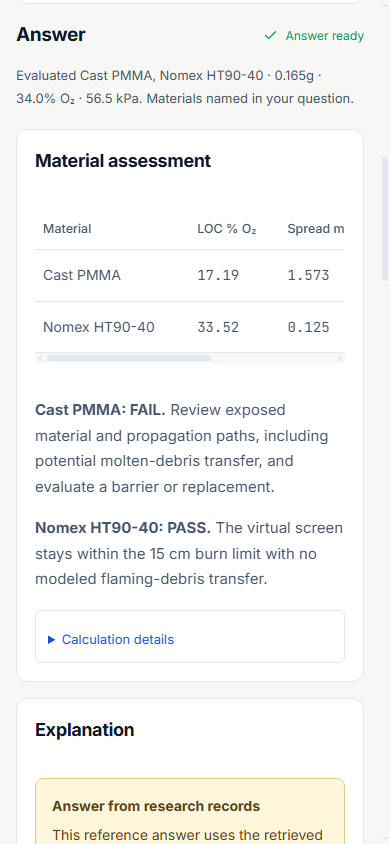 Answer
Answer ready
Evaluated Cast PMMA, Nomex HT90-40 · 0.165g ·
34.0% O₂ · 56.5 kPa. Materials named in your question.
Material assessment
Material LOC % O₂ Spread m
Cast PMMA 17.19 1.573
Nomex HT90-40 33.52 0.125
Cast PMMA: FAIL. Review exposed
material and propagation paths, including
potential molten-debris transfer, and
evaluate a barrier or replacement.
Nomex HT90-40: PASS. The virtual screen
stays within the 15 cm burn limit with no
modeled flaming-debris transfer.
Calculation details
Explanation
Answer from research records
This reference answer uses the retrieved